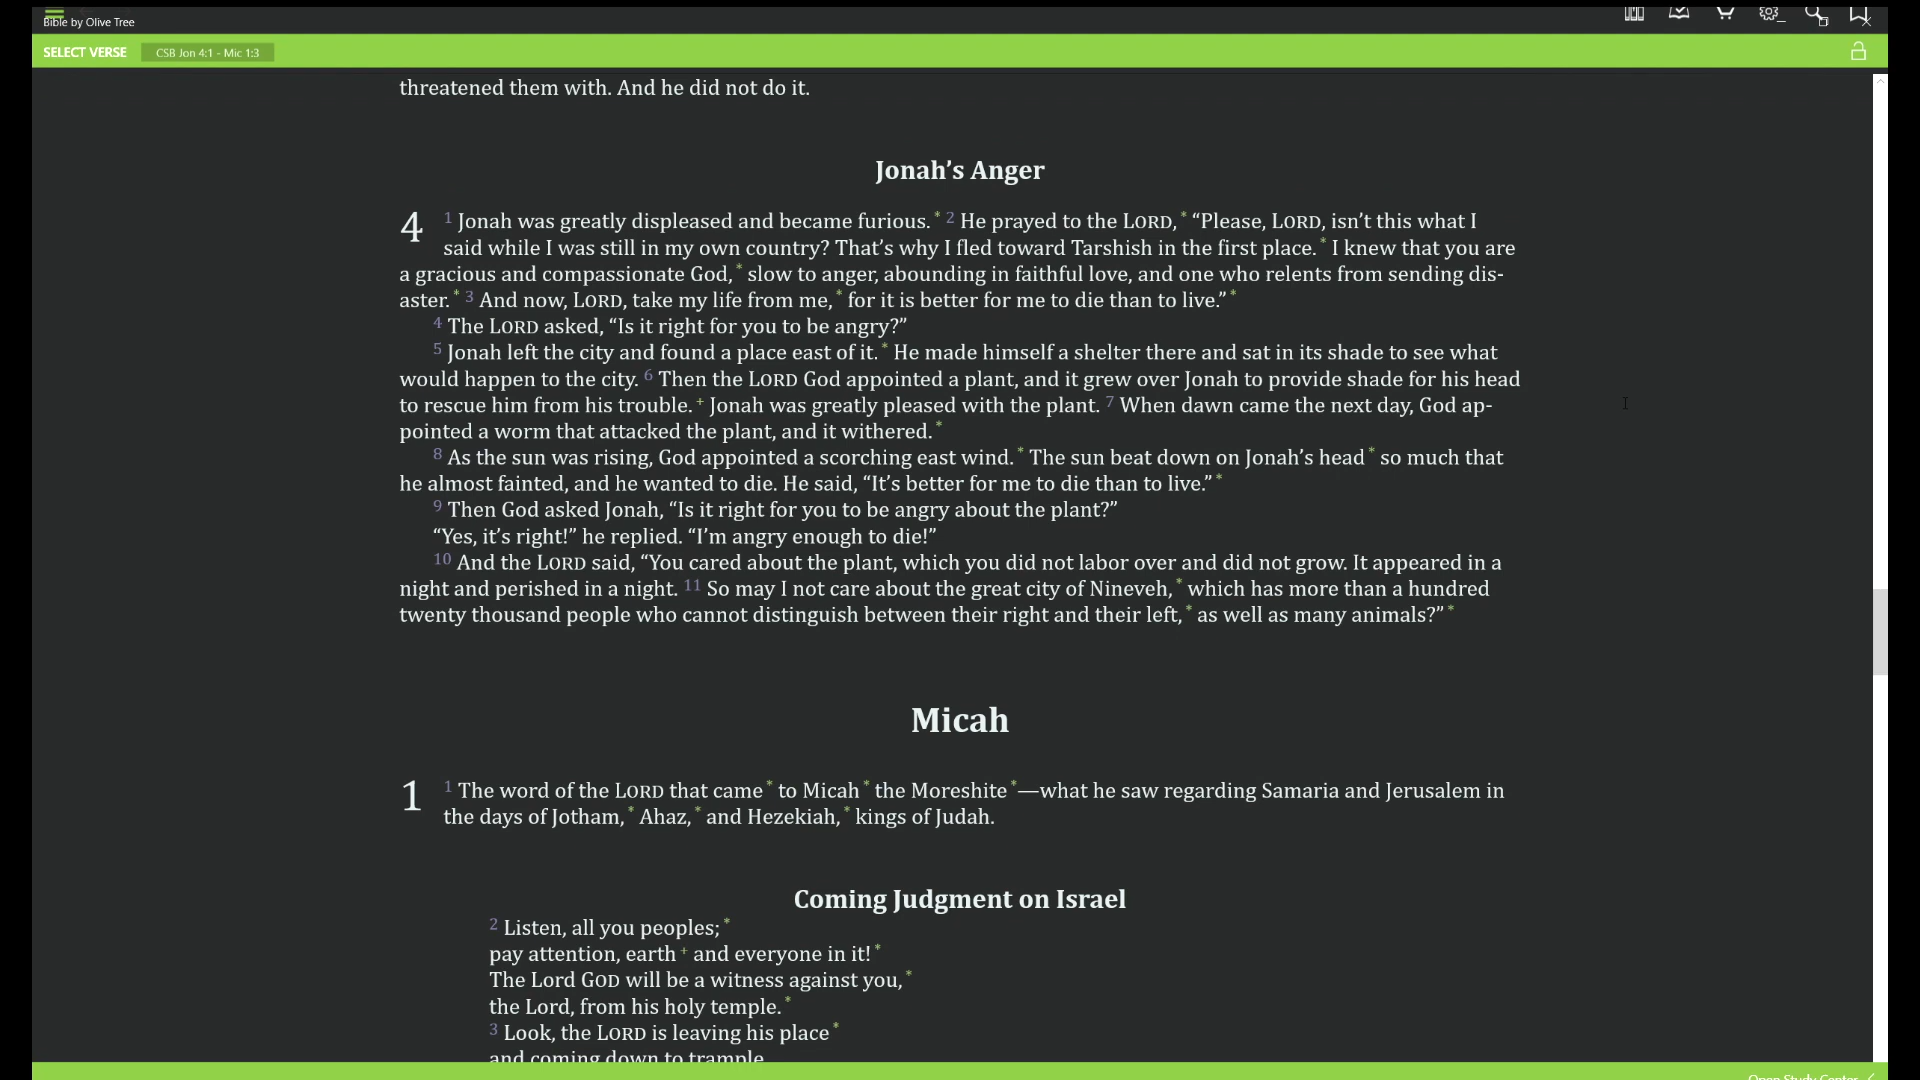 Bible by Olive Tree
SELECT VERSE CSB Jon 4:1 - Mic 1:3
threatened them with. And he did not do it.
Jonah’s Anger
4 1 Jonah was greatly displeased and became furious.* 2 He prayed to the LORD,* “Please, LORD, isn’t this what I
said while I was still in my own country? That’s why I fled toward Tarshish in the first place.* I knew that you are
a gracious and compassionate God,* slow to anger, abounding in faithful love, and one who relents from sending dis-
aster.* 3 And now, LORD, take my life from me,* for it is better for me to die than to live.”*
4 The LORD asked, “Is it right for you to be angry?”
5 Jonah left the city and found a place east of it.* He made himself a shelter there and sat in its shade to see what
would happen to the city. 6 Then the LORD God appointed a plant, and it grew over Jonah to provide shade for his head
to rescue him from his trouble.+ Jonah was greatly pleased with the plant. 7 When dawn came the next day, God ap-
pointed a worm that attacked the plant, and it withered.*
8 As the sun was rising, God appointed a scorching east wind.* The sun beat down on Jonah’s head* so much that
he almost fainted, and he wanted to die. He said, “It’s better for me to die than to live.”*
9 Then God asked Jonah, “Is it right for you to be angry about the plant?”
“Yes, it’s right!” he replied. “I’m angry enough to die!”
10 And the LORD said, “You cared about the plant, which you did not labor over and did not grow. It appeared in a
night and perished in a night. 11 So may I not care about the great city of Nineveh,* which has more than a hundred
twenty thousand people who cannot distinguish between their right and their left,* as well as many animals?”*
Micah
1 1 The word of the LORD that came* to Micah* the Moreshite*—what he saw regarding Samaria and Jerusalem in
the days of Jotham,* Ahaz,* and Hezekiah,* kings of Judah.
Coming Judgment on Israel
2 Listen, all you peoples;*
pay attention, earth+ and everyone in it!*
The Lord GOD will be a witness against you,*
the Lord, from his holy temple.*
3 Look, the LORD is leaving his place*
and coming down to trample
Open Study Center